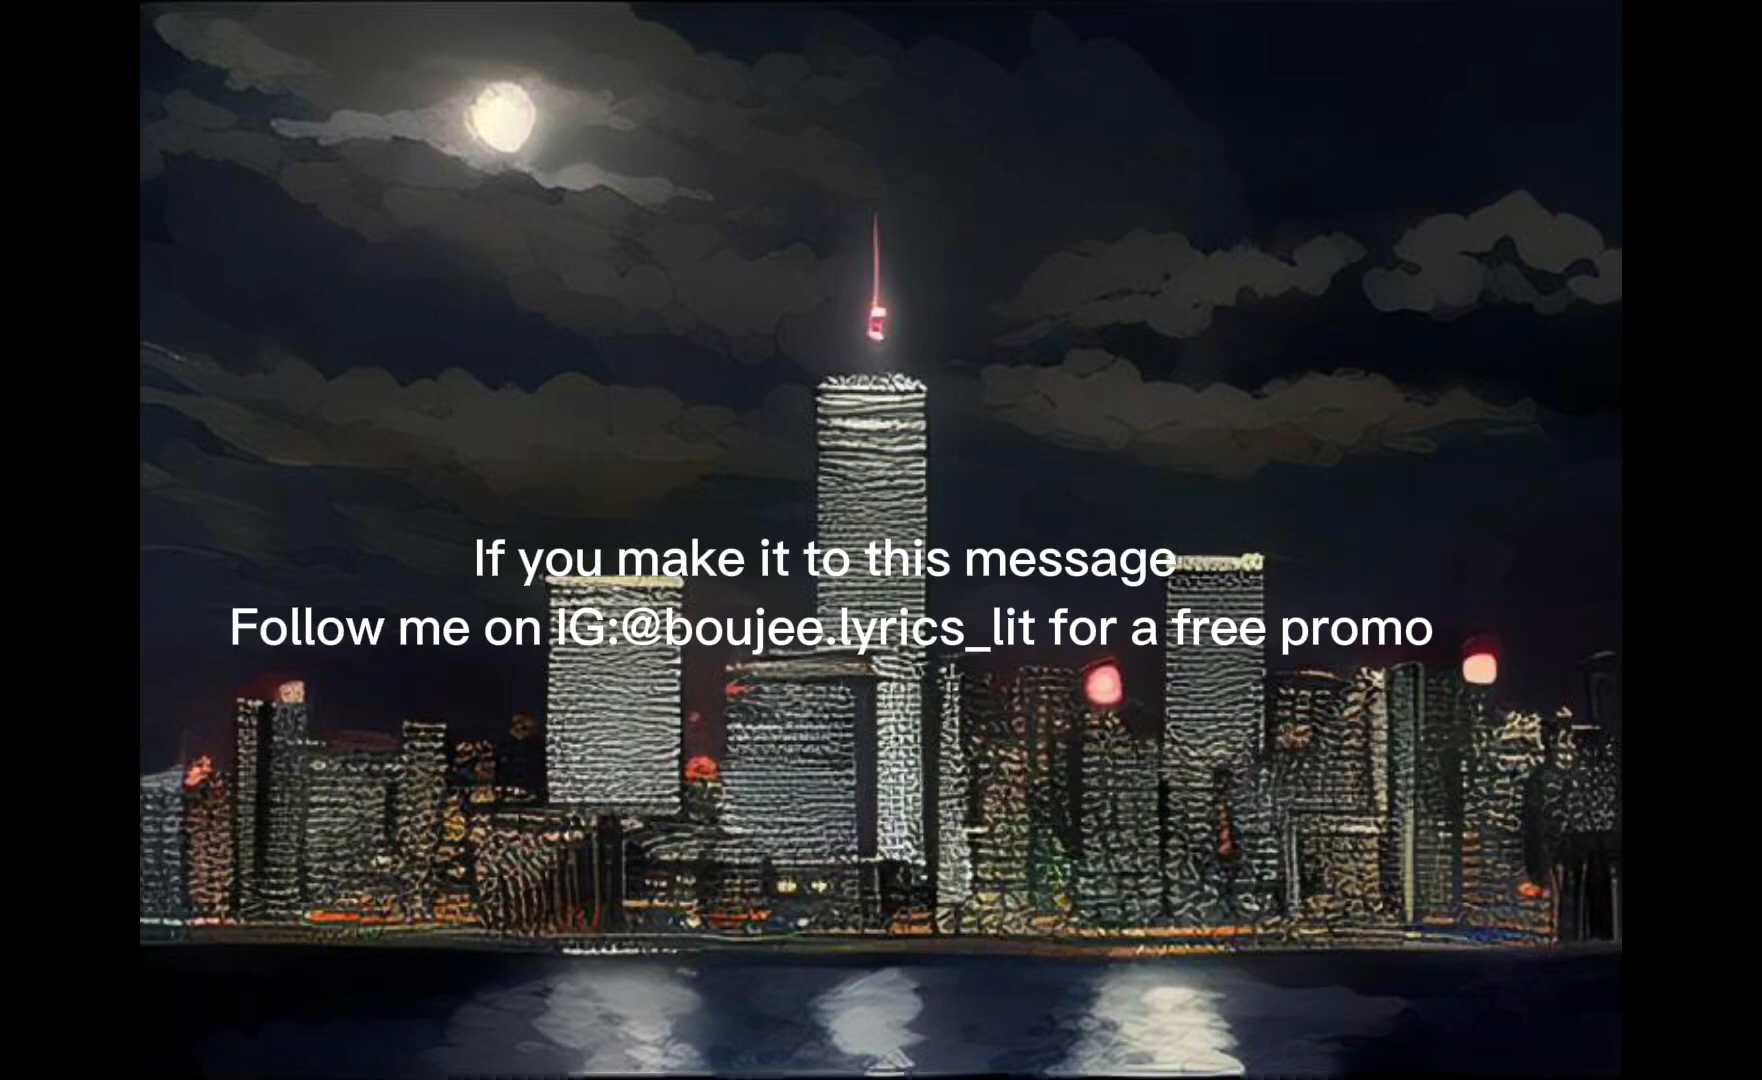 If you make it to this message
Follow me on IG:@boujee.lyrics_lit for a free promo